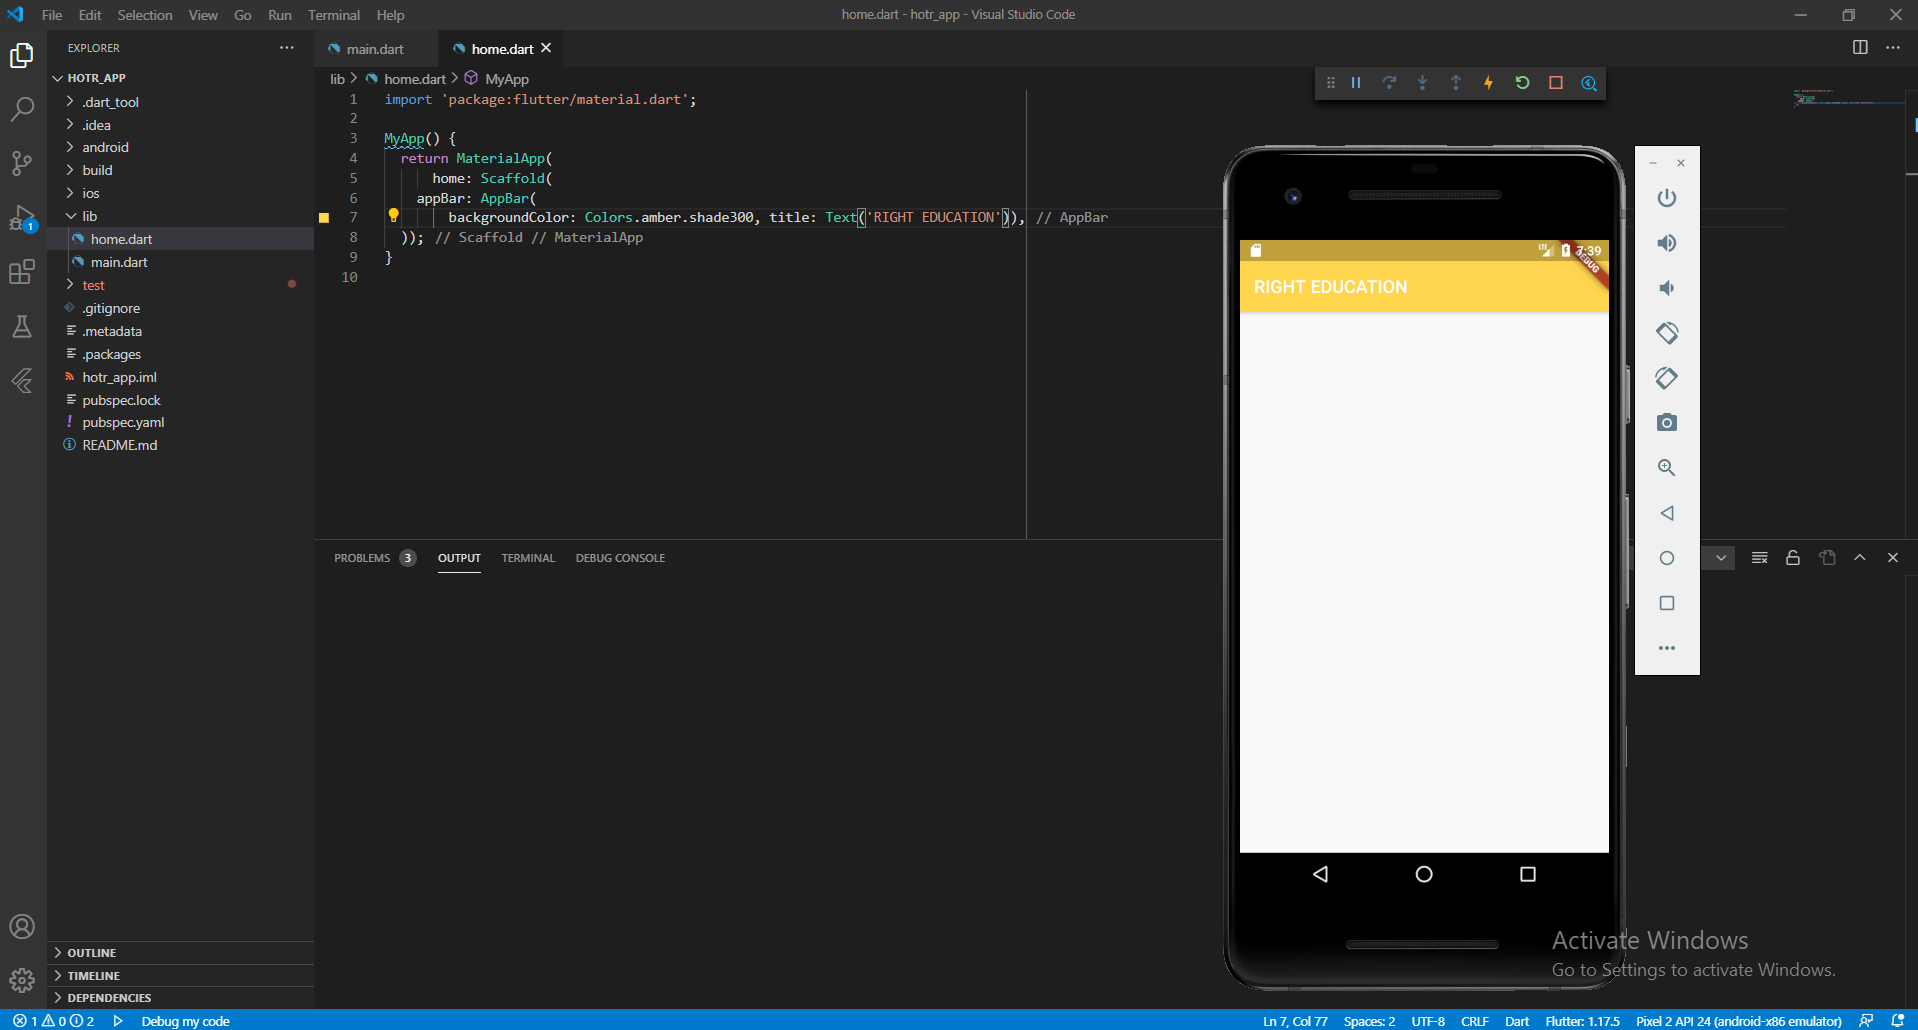 File Edit Selection View Go Run Terminal Help
home.dart - hotr_app - Visual Studio Code
EXPLORER
HOTR_APP
.dart_tool
.idea
android
build
ios
lib
home.dart
main.dart
test
.gitignore
.metadata
.packages
hotr_app.iml
pubspec.lock
pubspec.yaml
README.md
OUTLINE
TIMELINE
DEPENDENCIES
1
main.dart
home.dart
lib > home.dart > MyApp
1 import 'package:flutter/material.dart';
2
3 MyApp() {
4 return MaterialApp(
5 home: Scaffold(
6 appBar: AppBar(
7 backgroundColor: Colors.amber.shade300, title: Text('RIGHT EDUCATION')), // AppBar
8 )); // Scaffold // MaterialApp
9 }
10
PROBLEMS 3 OUTPUT TERMINAL DEBUG CONSOLE
LTE 7:39
DEBUG
RIGHT EDUCATION
Activate Windows
Go to Settings to activate Windows.
1 0 2 Debug my code
Ln 7, Col 77 Spaces: 2 UTF-8 CRLF Dart Flutter: 1.17.5 Pixel 2 API 24 (android-x86 emulator)